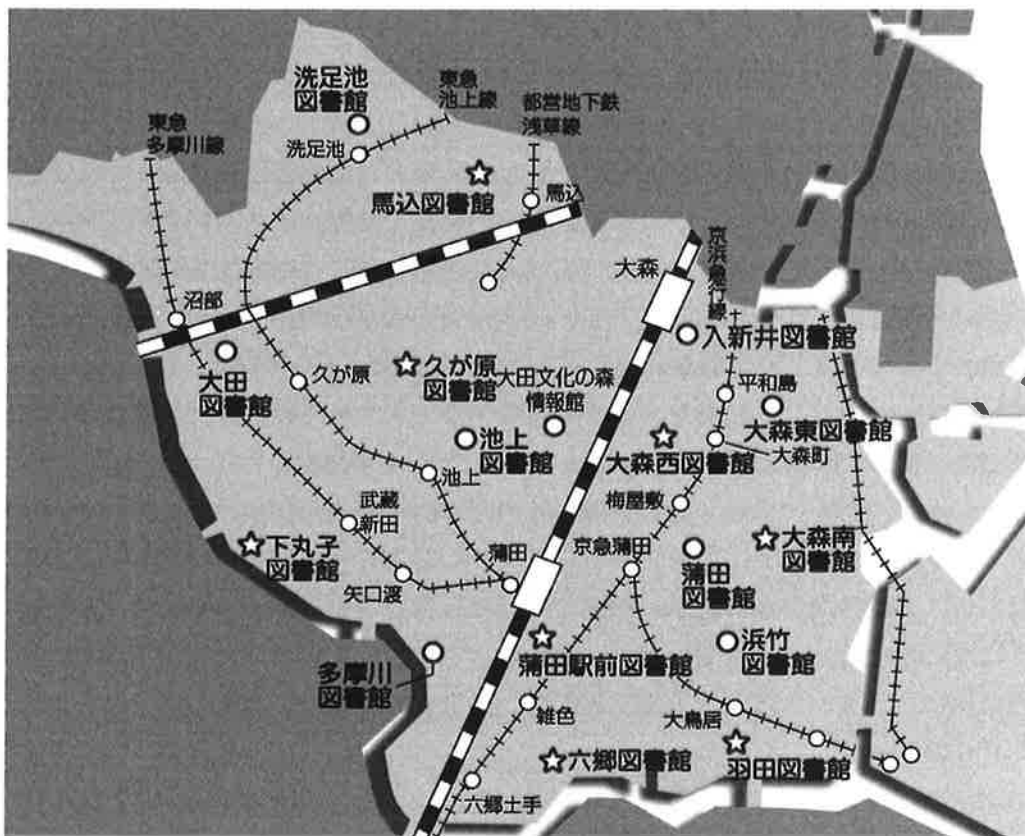 洗足池
図書館
東急
池上線
都営地下鉄
浅草線
東急
多摩川線
洗足池
馬込図書館
馬込
京浜急行線
大森
沼部
入新井図書館
大田
図書館
久が原
久が原
図書館
大田文化の森
情報館
平和島
大森東図書館
池上
図書館
大森西図書館
大森町
池上
梅屋敷
武蔵
新田
下丸子
図書館
蒲田
京急蒲田
大森南
図書館
蒲田
図書館
矢口渡
多摩川
図書館
蒲田駅前図書館
浜竹
図書館
雑色
大鳥居
六郷図書館
羽田図書館
六郷土手